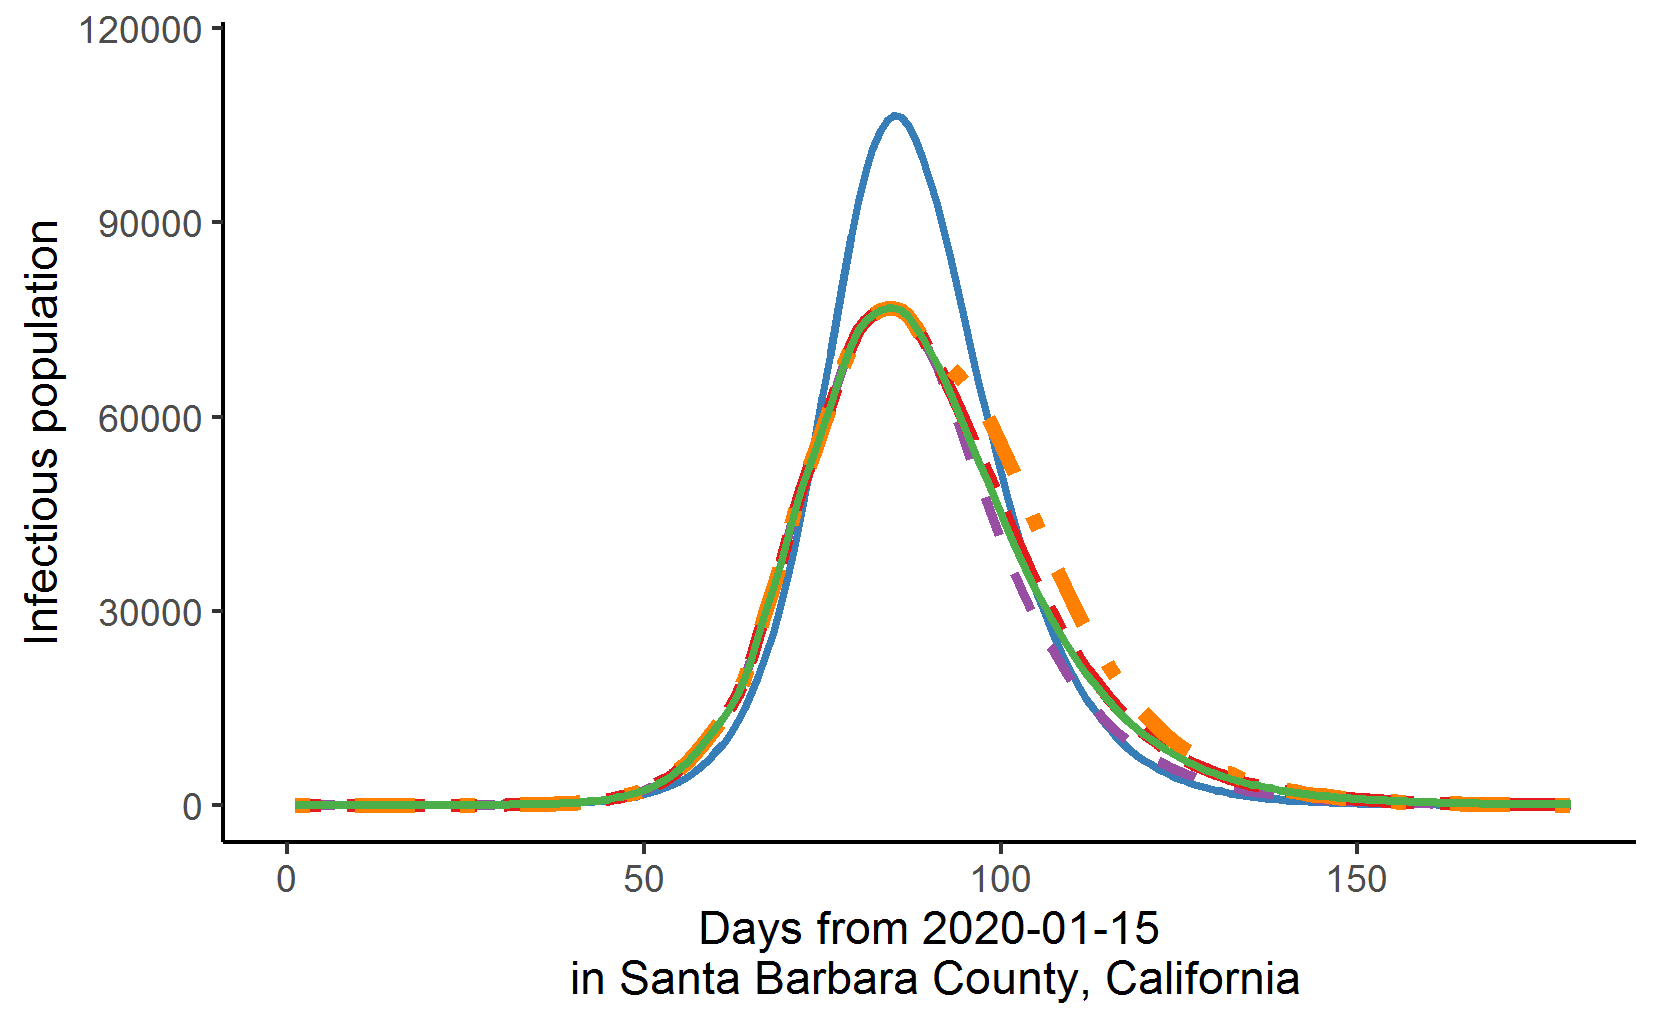 120000
90000
60000
30000
0
Infectious population
0 50 100 150
Days from 2020-01-15
in Santa Barbara County, California